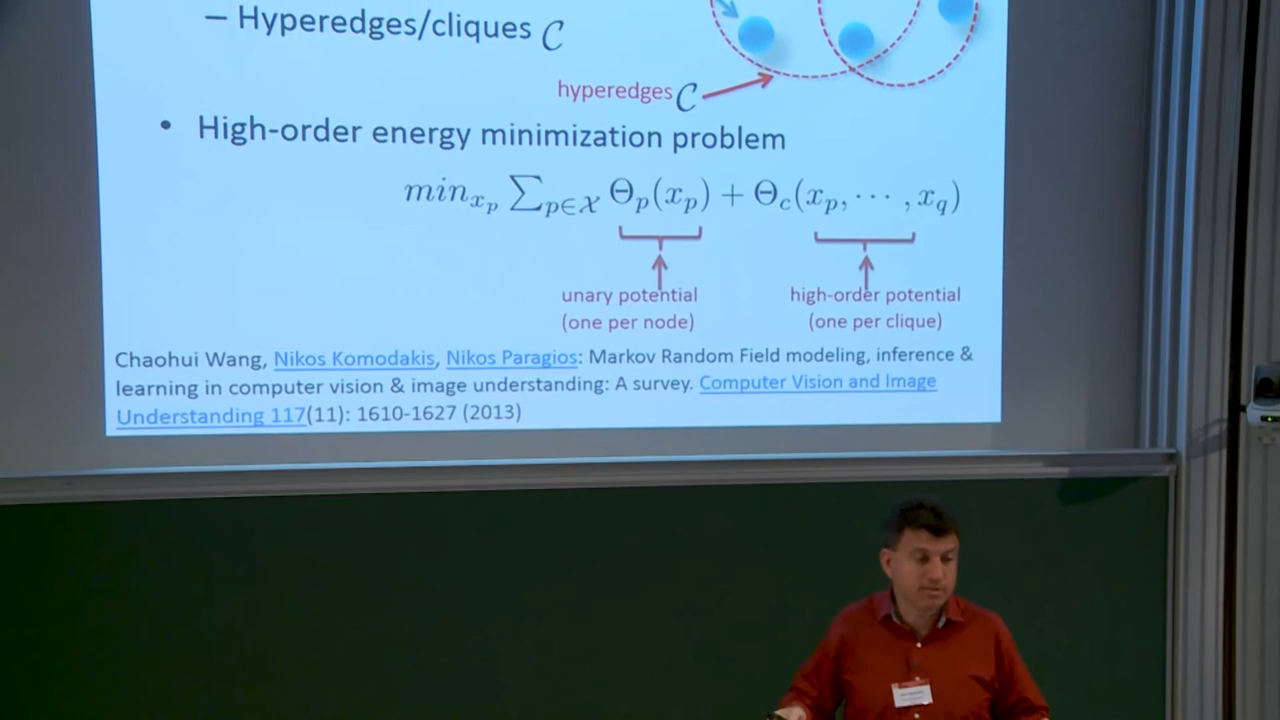 – Hyperedges/cliques 𝒞
hyperedges 𝒞
• High-order energy minimization problem
min_{x_p} ∑_{p∈𝒳} Θ_p(x_p) + Θ_c(x_p, ⋯ , x_q)
unary potential
(one per node)
high-order potential
(one per clique)
Chaohui Wang, Nikos Komodakis, Nikos Paragios: Markov Random Field modeling, inference &
learning in computer vision & image understanding: A survey. Computer Vision and Image
Understanding 117(11): 1610-1627 (2013)